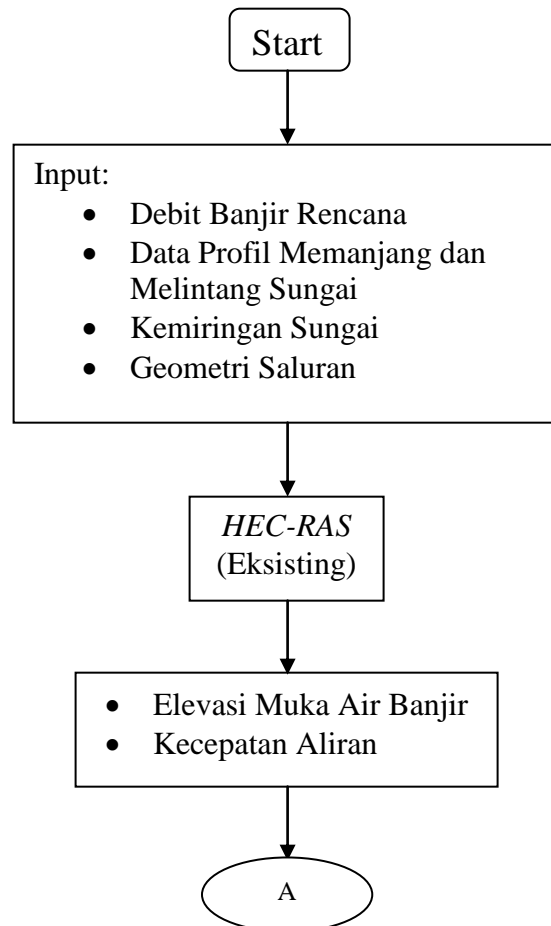 Start
Input:
• Debit Banjir Rencana
• Data Profil Memanjang dan
Melintang Sungai
• Kemiringan Sungai
• Geometri Saluran
HEC-RAS
(Eksisting)
• Elevasi Muka Air Banjir
• Kecepatan Aliran
A